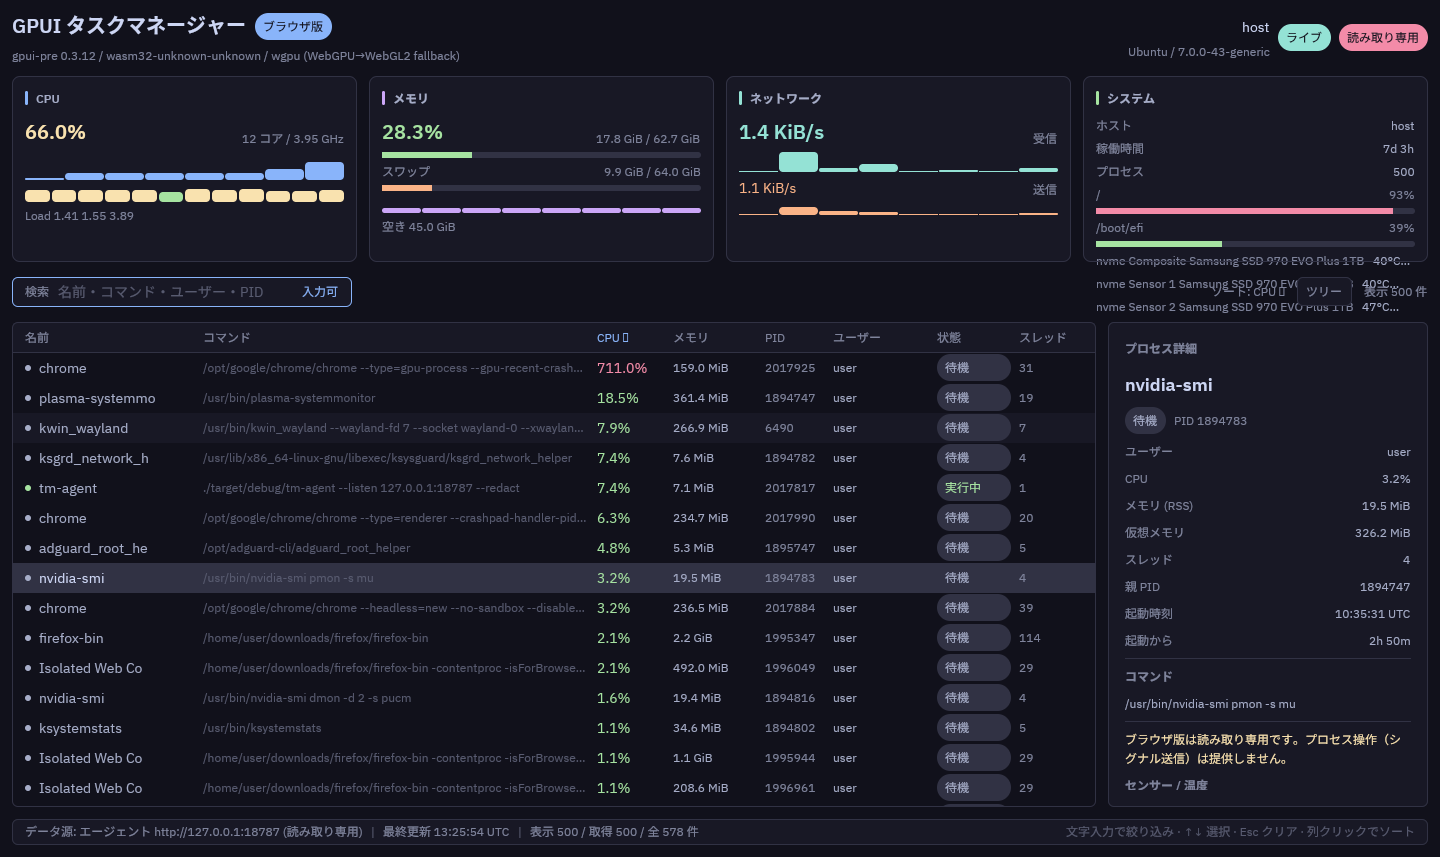 GPUI タスクマネージャー ブラウザ版
gpui-pre 0.3.12 / wasm32-unknown-unknown / wgpu (WebGPU→WebGL2 fallback)
host
Ubuntu / 7.0.0-43-generic
ライブ 読み取り専用
CPU
66.0% 12 コア / 3.95 GHz
Load 1.41 1.55 3.89
メモリ
28.3% 17.8 GiB / 62.7 GiB
スワップ 9.9 GiB / 64.0 GiB
空き 45.0 GiB
ネットワーク
1.4 KiB/s 受信
1.1 KiB/s 送信
システム
ホスト host
稼働時間 7d 3h
プロセス 500
/ 93%
/boot/efi 39%
nvme Composite Samsung SSD 970 EVO Plus 1TB 40°C…
nvme Sensor 1 Samsung SSD 970 EVO Plus 1TB 40°C…
nvme Sensor 2 Samsung SSD 970 EVO Plus 1TB 47°C…
検索 名前・コマンド・ユーザー・PID 入力可
ソート: CPU ツリー 表示 500 件
名前 コマンド CPU メモリ PID ユーザー 状態 スレッド
chrome /opt/google/chrome/chrome --type=gpu-process --gpu-recent-crash… 711.0% 159.0 MiB 2017925 user 待機 31
plasma-systemmo /usr/bin/plasma-systemmonitor 18.5% 361.4 MiB 1894747 user 待機 19
kwin_wayland /usr/bin/kwin_wayland --wayland-fd 7 --socket wayland-0 --xwaylan… 7.9% 266.9 MiB 6490 user 待機 7
ksgrd_network_h /usr/lib/x86_64-linux-gnu/libexec/ksysguard/ksgrd_network_helper 7.4% 7.6 MiB 1894782 user 待機 4
tm-agent ./target/debug/tm-agent --listen 127.0.0.1:18787 --redact 7.4% 7.1 MiB 2017817 user 実行中 1
chrome /opt/google/chrome/chrome --type=renderer --crashpad-handler-pid… 6.3% 234.7 MiB 2017990 user 待機 20
adguard_root_he /opt/adguard-cli/adguard_root_helper 4.8% 5.3 MiB 1895747 user 待機 5
nvidia-smi /usr/bin/nvidia-smi pmon -s mu 3.2% 19.5 MiB 1894783 user 待機 4
chrome /opt/google/chrome/chrome --headless=new --no-sandbox --disable… 3.2% 236.5 MiB 2017884 user 待機 39
firefox-bin /home/user/downloads/firefox/firefox-bin 2.1% 2.2 GiB 1995347 user 待機 114
Isolated Web Co /home/user/downloads/firefox/firefox-bin -contentproc -isForBrowse… 2.1% 492.0 MiB 1996049 user 待機 29
nvidia-smi /usr/bin/nvidia-smi dmon -d 2 -s pucm 1.6% 19.4 MiB 1894816 user 待機 4
ksystemstats /usr/bin/ksystemstats 1.1% 34.6 MiB 1894802 user 待機 5
Isolated Web Co /home/user/downloads/firefox/firefox-bin -contentproc -isForBrowse… 1.1% 1.1 GiB 1995944 user 待機 29
Isolated Web Co /home/user/downloads/firefox/firefox-bin -contentproc -isForBrowse… 1.1% 208.6 MiB 1996961 user 待機 29
プロセス詳細
nvidia-smi
待機 PID 1894783
ユーザー user
CPU 3.2%
メモリ (RSS) 19.5 MiB
仮想メモリ 326.2 MiB
スレッド 4
親 PID 1894747
起動時刻 10:35:31 UTC
起動から 2h 50m
コマンド
/usr/bin/nvidia-smi pmon -s mu
ブラウザ版は読み取り専用です。プロセス操作（シ
グナル送信）は提供しません。
センサー / 温度
データ源: エージェント http://127.0.0.1:18787 (読み取り専用) | 最終更新 13:25:54 UTC | 表示 500 / 取得 500 / 全 578 件
文字入力で絞り込み · ↑↓ 選択 · Esc クリア · 列クリックでソート